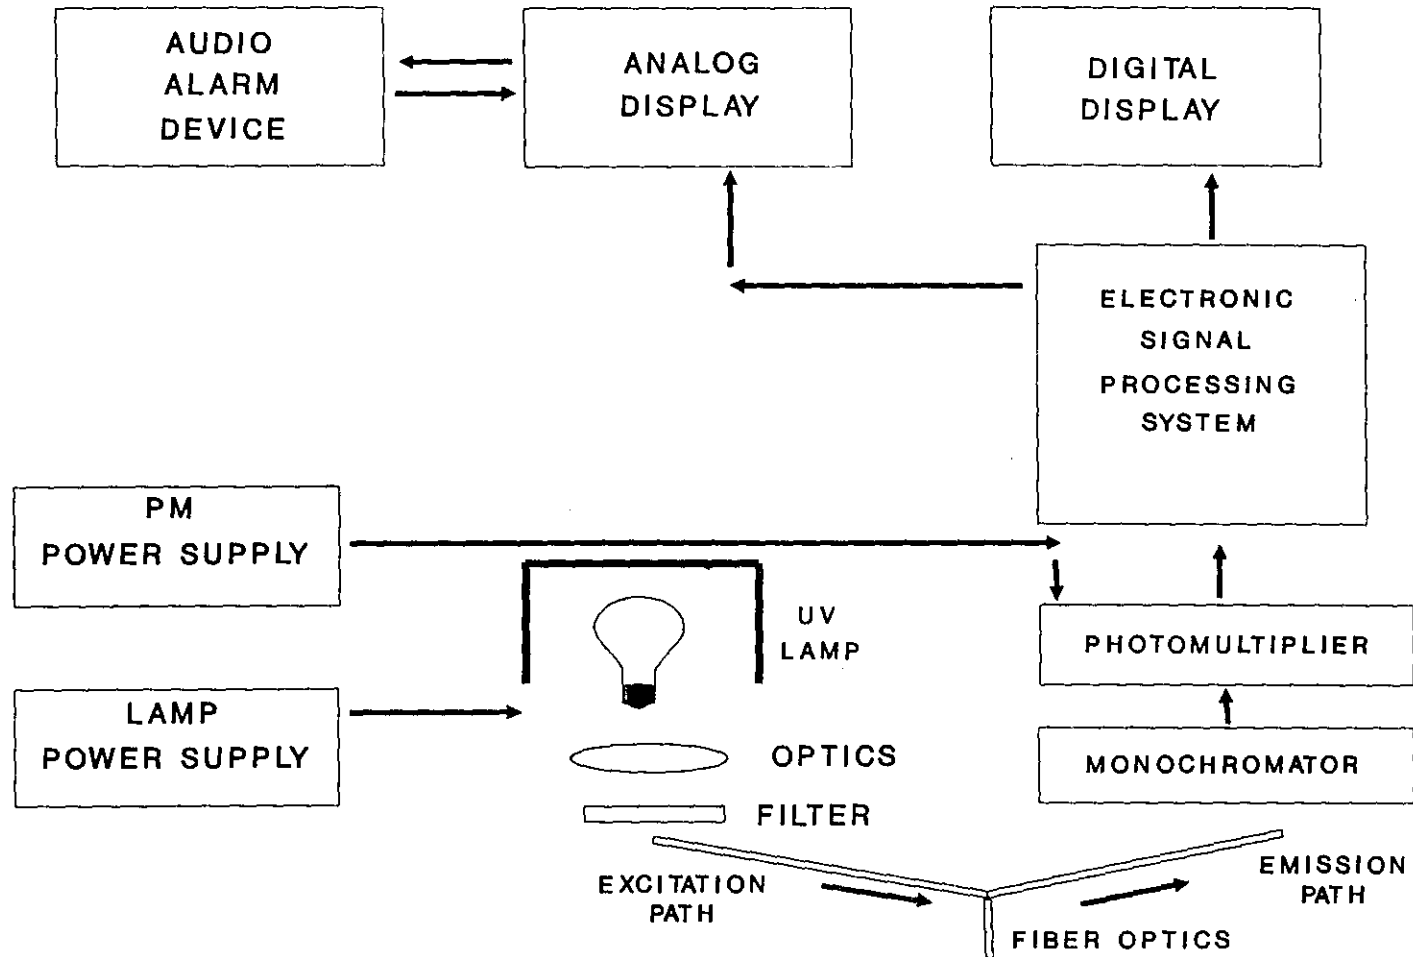 AUDIO
ALARM
DEVICE
ANALOG
DISPLAY
DIGITAL
DISPLAY
ELECTRONIC
SIGNAL
PROCESSING
SYSTEM
PM
POWER SUPPLY
UV
LAMP
PHOTOMULTIPLIER
LAMP
POWER SUPPLY
OPTICS
MONOCHROMATOR
FILTER
EXCITATION
PATH
EMISSION
PATH
FIBER OPTICS